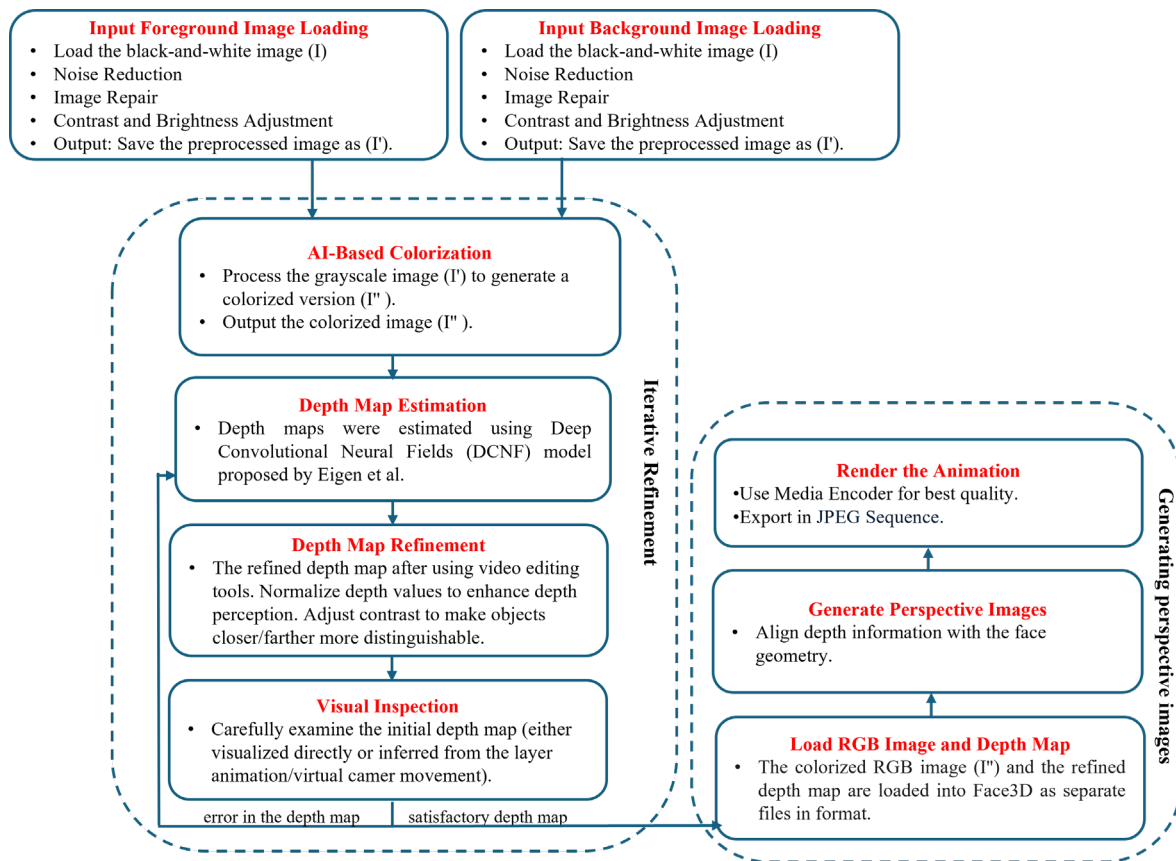 Input Foreground Image Loading
• Load the black-and-white image (I)
• Noise Reduction
• Image Repair
• Contrast and Brightness Adjustment
• Output: Save the preprocessed image as (I').
Input Background Image Loading
• Load the black-and-white image (I)
• Noise Reduction
• Image Repair
• Contrast and Brightness Adjustment
• Output: Save the preprocessed image as (I').
AI-Based Colorization
• Process the grayscale image (I') to generate a
colorized version (I" ).
• Output the colorized image (I" ).
Depth Map Estimation
• Depth maps were estimated using Deep
Convolutional Neural Fields (DCNF) model
proposed by Eigen et al.
Depth Map Refinement
• The refined depth map after using video editing
tools. Normalize depth values to enhance depth
perception. Adjust contrast to make objects
closer/farther more distinguishable.
Visual Inspection
• Carefully examine the initial depth map (either
visualized directly or inferred from the layer
animation/virtual camer movement).
error in the depth map
satisfactory depth map
Iterative Refinement
Render the Animation
•Use Media Encoder for best quality.
•Export in JPEG Sequence.
Generate Perspective Images
• Align depth information with the face
geometry.
Load RGB Image and Depth Map
• The colorized RGB image (I") and the refined
depth map are loaded into Face3D as separate
files in format.
Generating perspective images